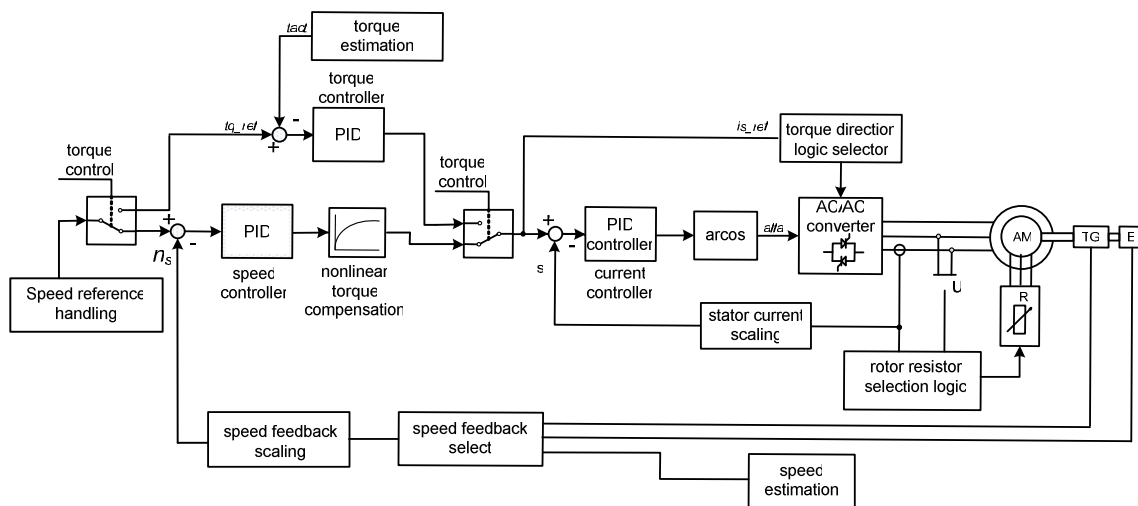 torque
estimation
torque
controller
PID
tq_ref
+
-
torque
control
torque
control
is_ref
torque direction
logic selector
AC/AC
converter
+
-
n_s
PID
speed
controller
nonlinear
torque
compensation
+
-
s
PID
controller
current
controller
arcos
alfa
AM
TG
E
U
R
Speed reference
handling
stator current
scaling
rotor resistor
selection logic
speed feedback
scaling
speed feedback
select
speed
estimation